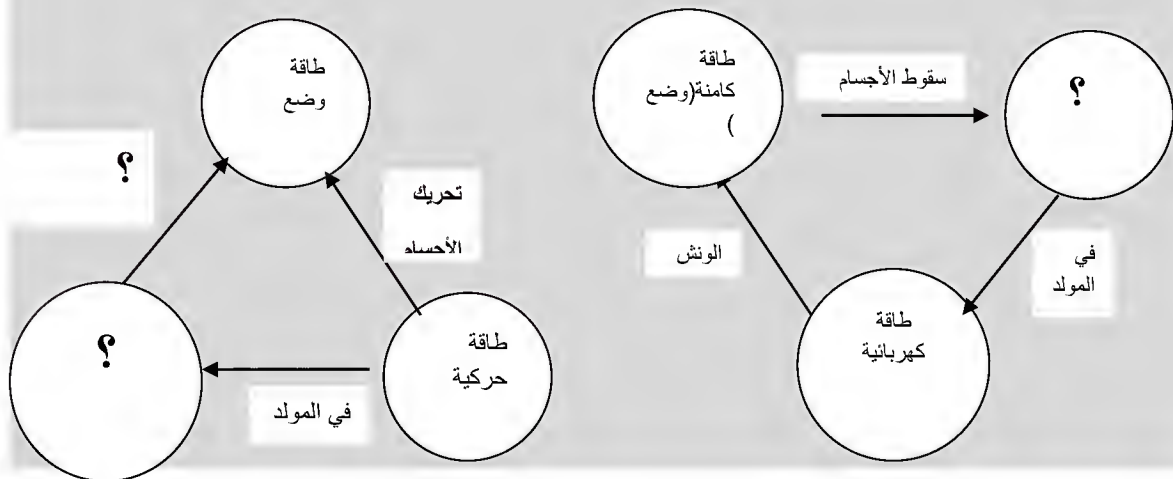 طاقة
كامنة(وضع
)
سقوط الأجسام
؟
في
المولد
طاقة
كهربائية
الونش
طاقة
وضع
؟
تحريك
الأجسام
طاقة
حركية
في المولد
؟